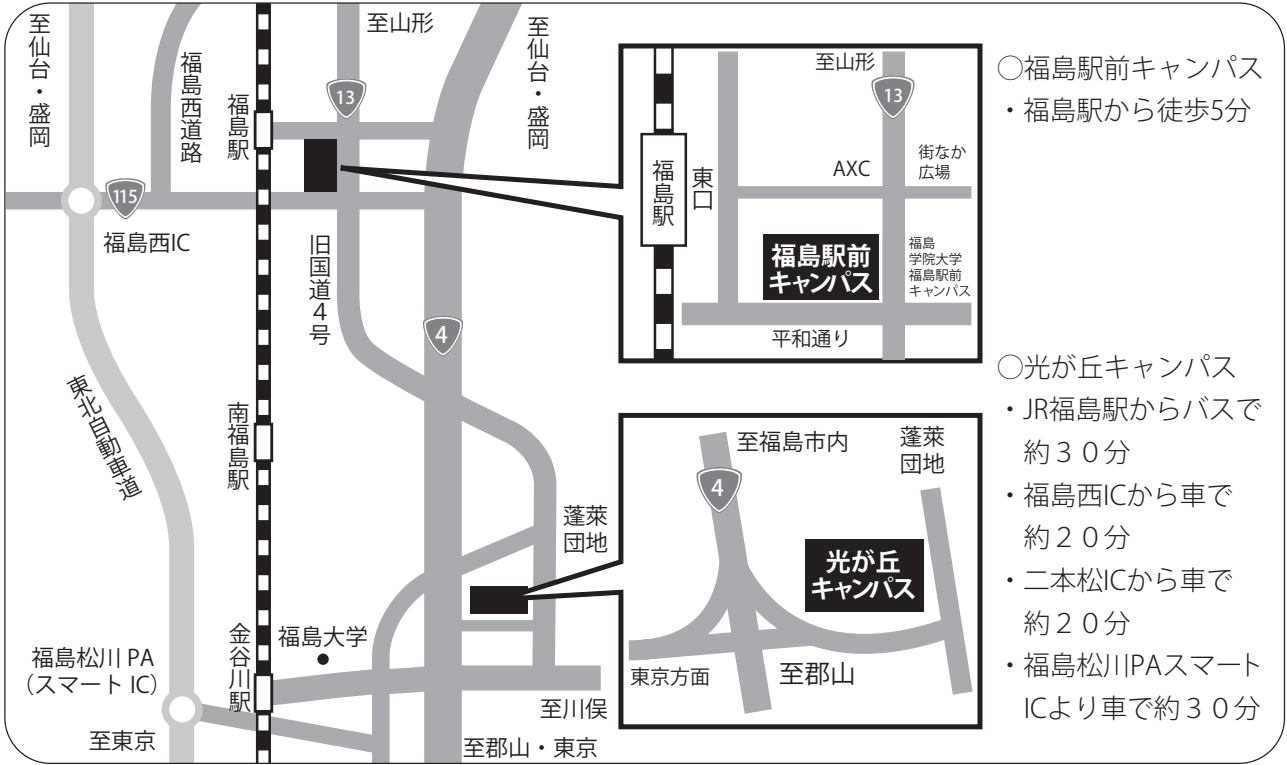 至仙台・盛岡
福島西道路
福島駅
至山形
13
至仙台・盛岡
115
福島西IC
旧国道４号
4
東北自動車道
南福島駅
蓬萊
団地
金谷川駅
福島大学
福島松川 PA
（スマート IC）
至東京
至川俣
至郡山・東京
至山形
13
福島駅
東口
AXC
街なか
広場
福島駅前
キャンパス
福島
学院大学
福島駅前
キャンパス
平和通り
至福島市内
4
蓬萊
団地
光が丘
キャンパス
東京方面
至郡山
○福島駅前キャンパス
・福島駅から徒歩5分
○光が丘キャンパス
・JR福島駅からバスで
約３０分
・福島西ICから車で
約２０分
・二本松ICから車で
約２０分
・福島松川PAスマート
ICより車で約３０分